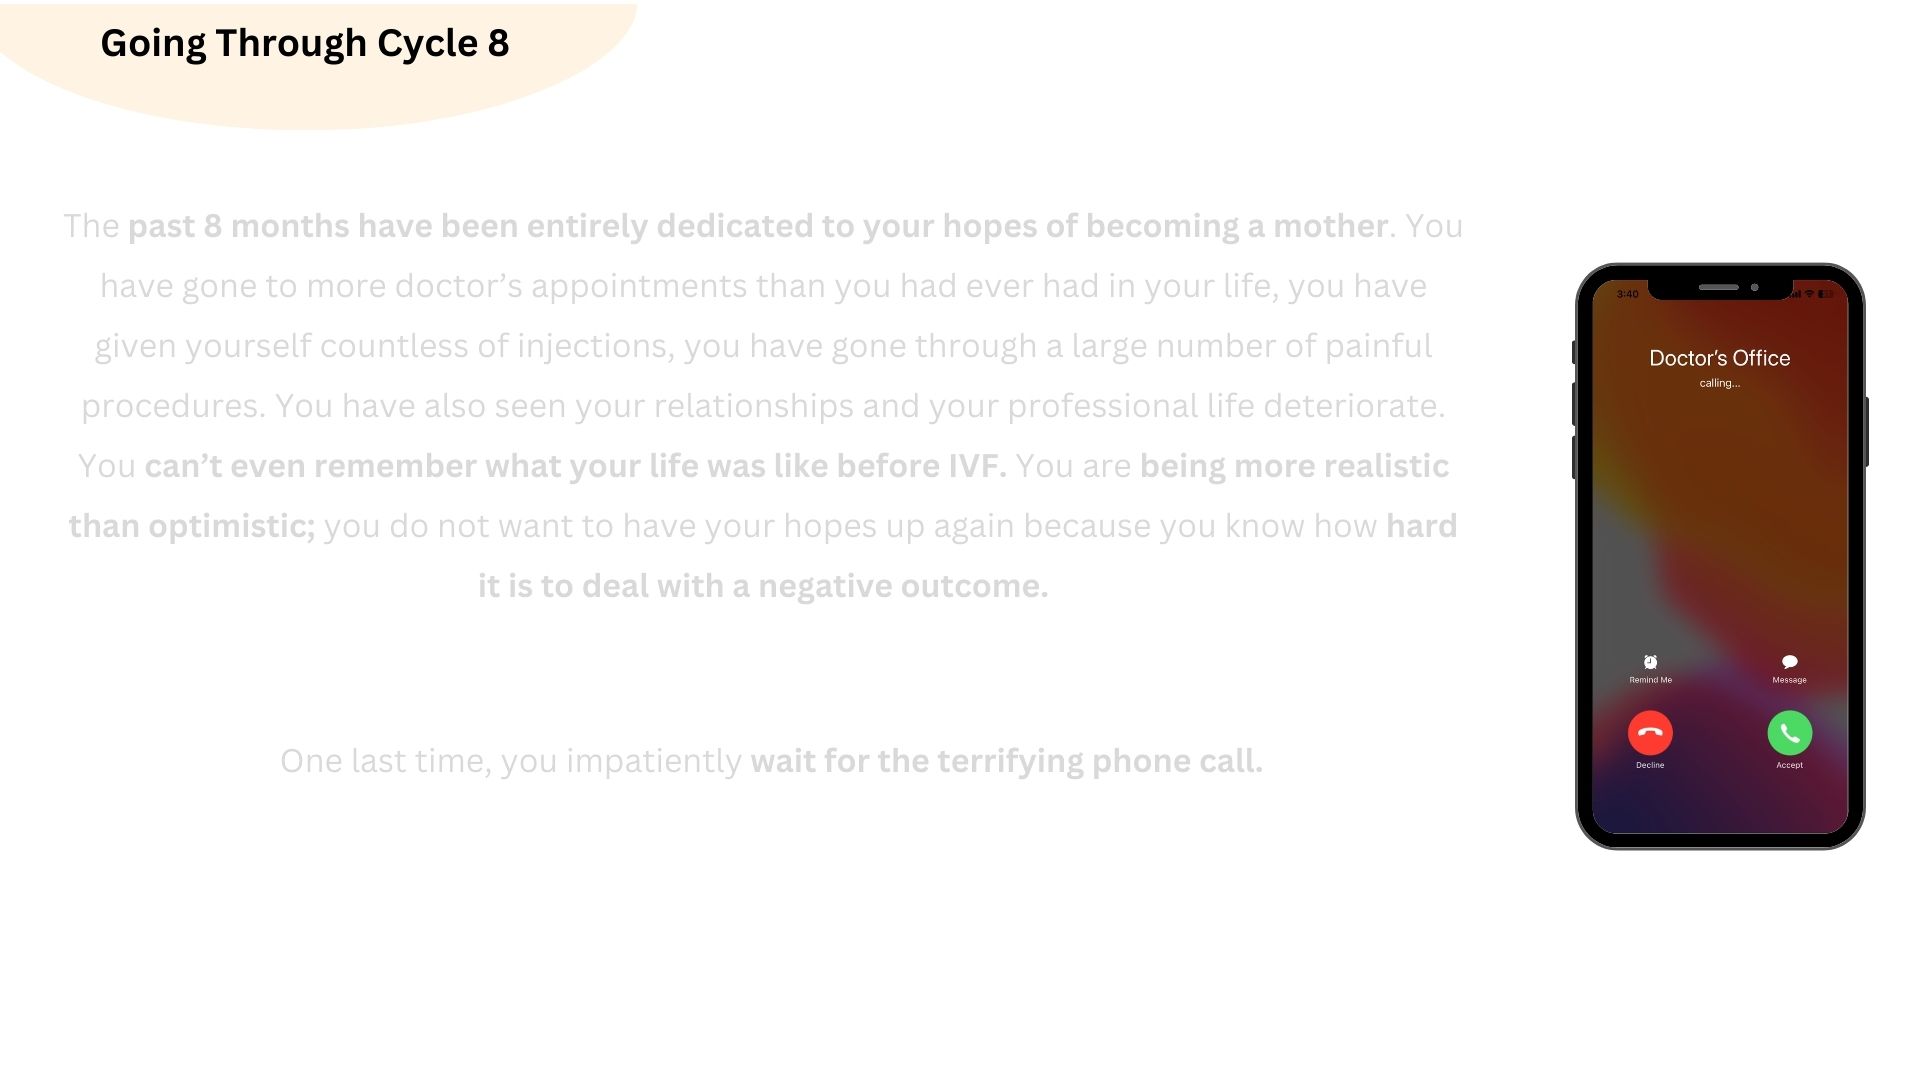 Going Through Cycle 8
The past 8 months have been entirely dedicated to your hopes of becoming a mother. You
have gone to more doctor’s appointments than you had ever had in your life, you have
given yourself countless of injections, you have gone through a large number of painful
procedures. You have also seen your relationships and your professional life deteriorate.
You can’t even remember what your life was like before IVF. You are being more realistic
than optimistic; you do not want to have your hopes up again because you know how hard
it is to deal with a negative outcome.
One last time, you impatiently wait for the terrifying phone call.
3:40
Doctor’s Office
calling...
Remind Me
Message
Decline
Accept